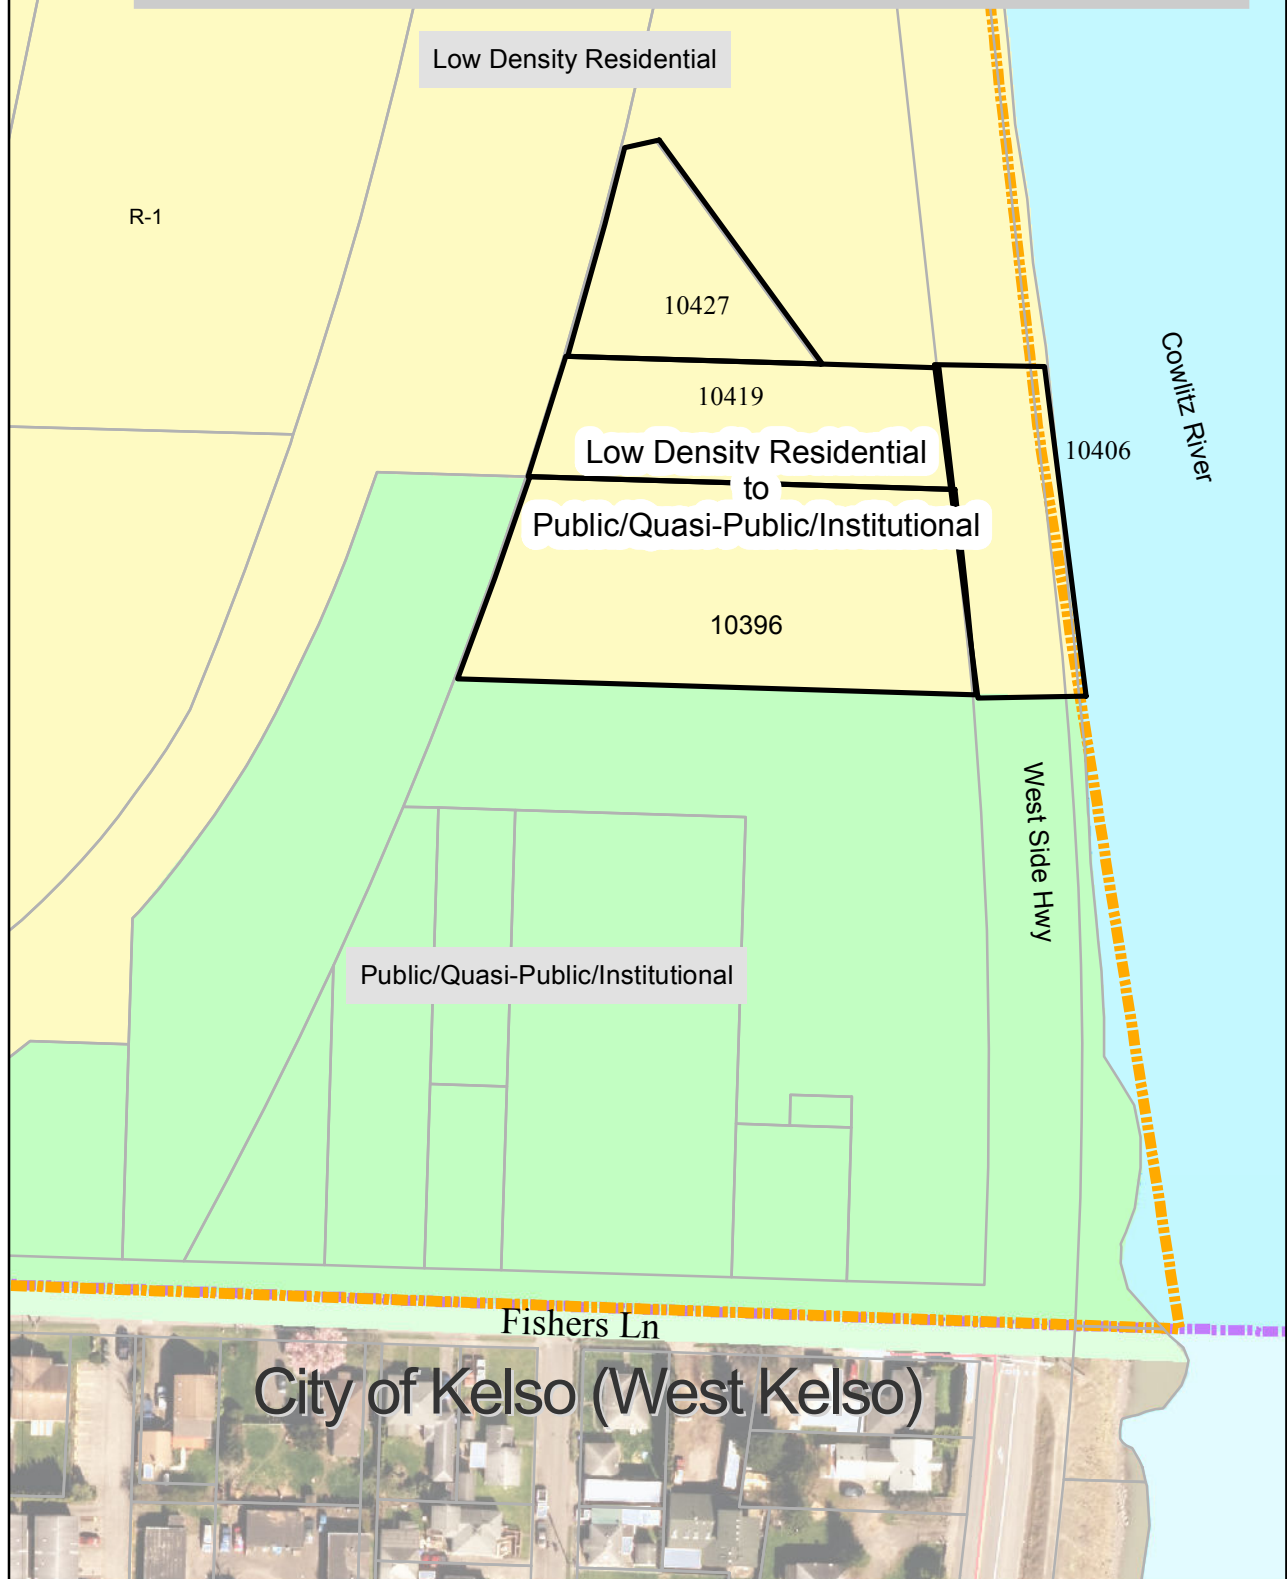 Low Density Residential
R-1
10427
Cowlitz River
10419
10406
Low Density Residential
to
Public/Quasi-Public/Institutional
10396
West Side Hwy
Public/Quasi-Public/Institutional
Fishers Ln
City of Kelso (West Kelso)